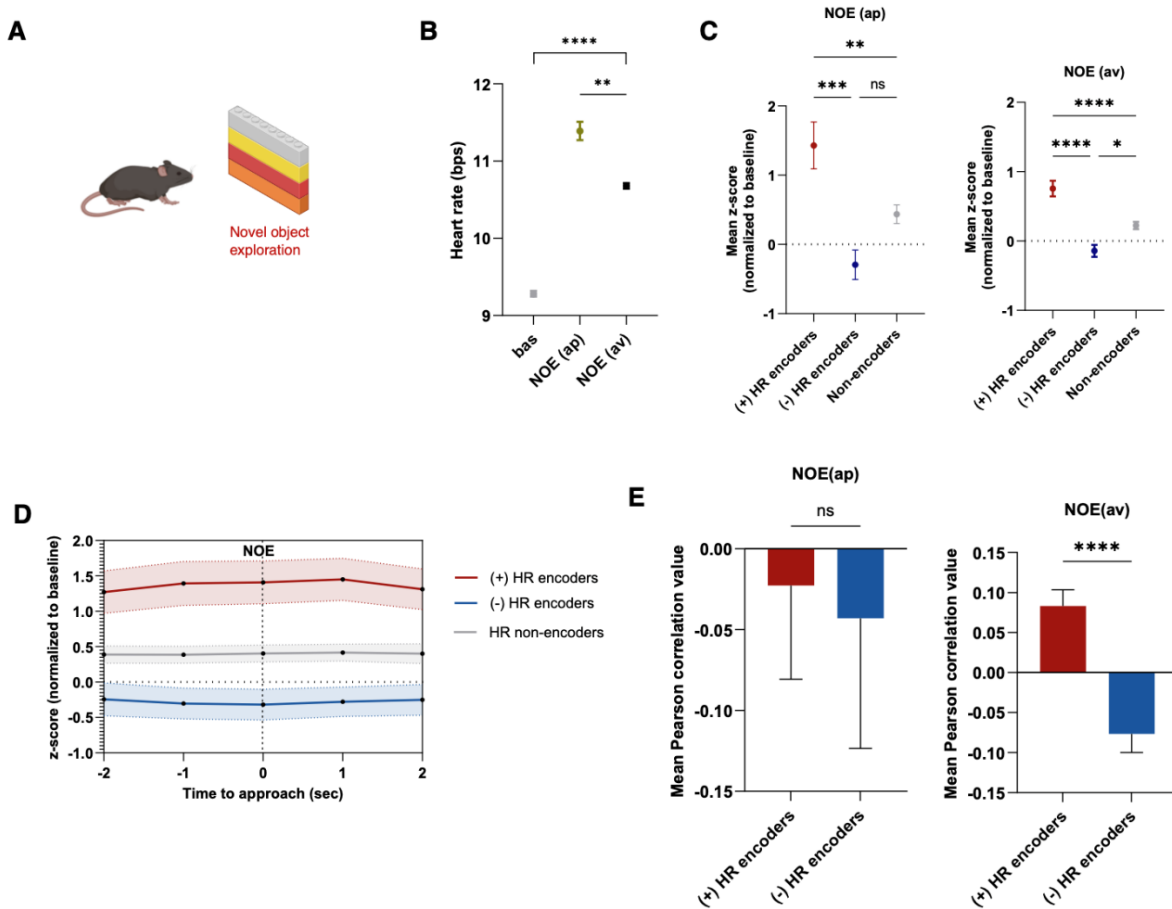 A
Novel object
exploration
B
****
**
Heart rate (bps)
12
11
10
9
bas
NOE (ap)
NOE (av)
C
NOE (ap)
**
***
ns
Mean z-score
(normalized to baseline)
2
1
0
-1
(+) HR encoders
(-) HR encoders
Non-encoders
NOE (av)
****
****
*
Mean z-score
(normalized to baseline)
2
1
0
-1
(+) HR encoders
(-) HR encoders
Non-encoders
D
NOE
z-score (normalized to baseline)
2.0
1.5
1.0
0.5
0.0
-0.5
-1.0
-2
-1
0
1
2
Time to approach (sec)
(+) HR encoders
(-) HR encoders
HR non-encoders
E
NOE(ap)
ns
Mean Pearson correlation value
0.00
-0.05
-0.10
-0.15
(+) HR encoders
(-) HR encoders
NOE(av)
****
Mean Pearson correlation value
0.15
0.10
0.05
0.00
-0.05
-0.10
-0.15
(+) HR encoders
(-) HR encoders